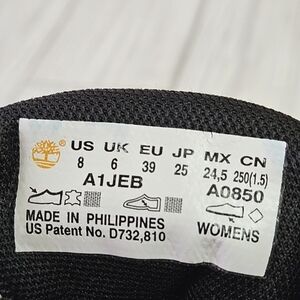 US UK EU JP MX CN
8 6 39 25 24,5 250(1.5)
A1JEB A0850
MADE IN PHILIPPINES
US Patent No. D732,810 WOMENS